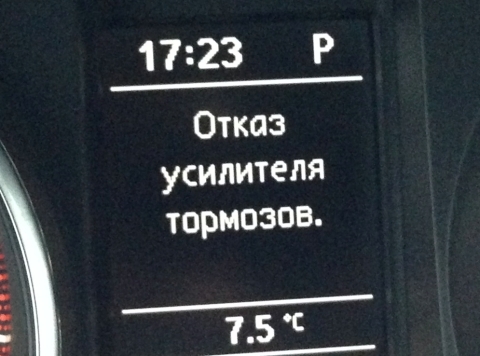 17:23 P
Отказ
усилителя
тормозов.
7.5 °C